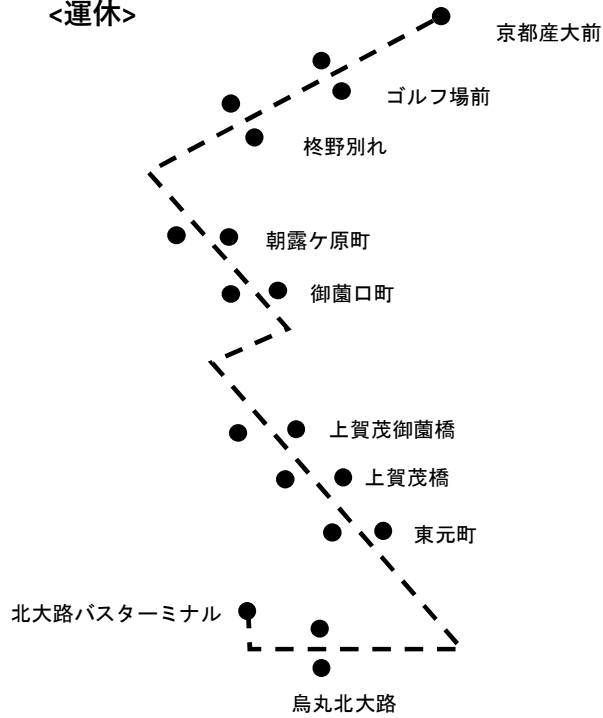 <運休>
京都産大前
ゴルフ場前
柊野別れ
朝露ケ原町
御薗口町
上賀茂御薗橋
上賀茂橋
東元町
北大路バスターミナル
烏丸北大路